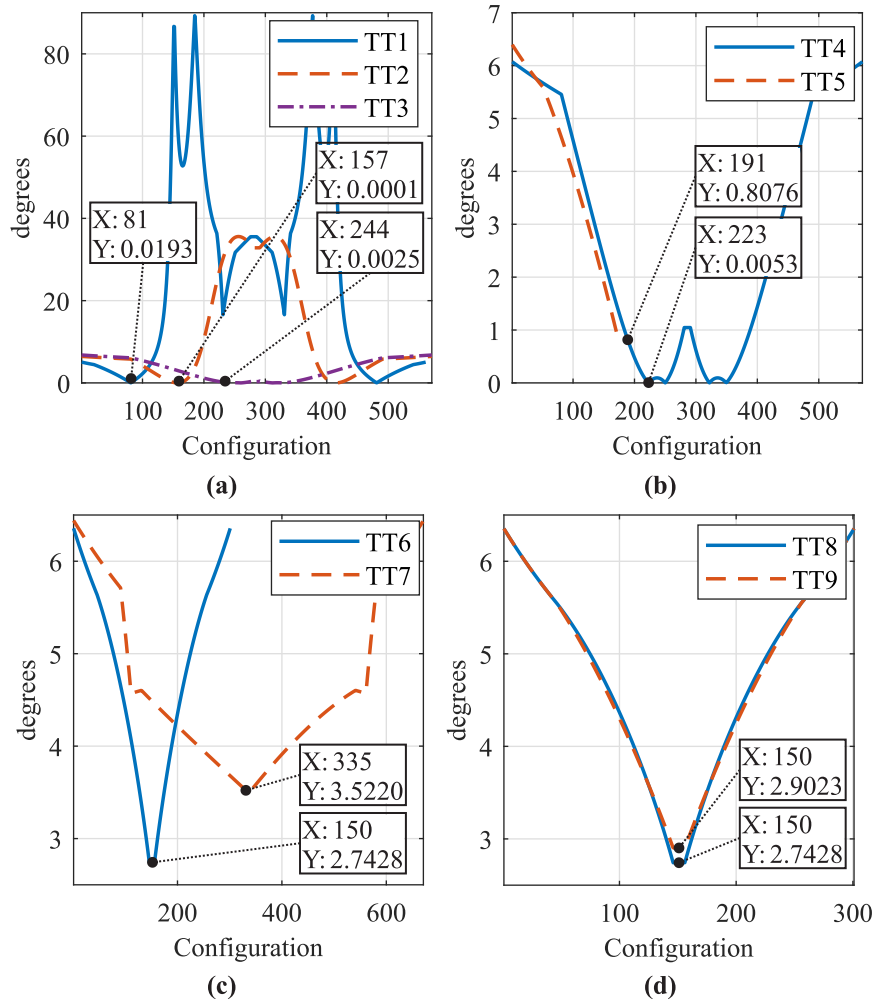 80
60
40
20
0
degrees
100 200 300 400 500
Configuration
TT1
TT2
TT3
X: 81
Y: 0.0193
X: 157
Y: 0.0001
X: 244
Y: 0.0025
(a)
7
6
5
4
3
2
1
0
degrees
100 200 300 400 500
Configuration
TT4
TT5
X: 191
Y: 0.8076
X: 223
Y: 0.0053
(b)
6
5
4
3
degrees
200 400 600
Configuration
TT6
TT7
X: 335
Y: 3.5220
X: 150
Y: 2.7428
(c)
6
5
4
3
degrees
100 200 300
Configuration
TT8
TT9
X: 150
Y: 2.9023
X: 150
Y: 2.7428
(d)